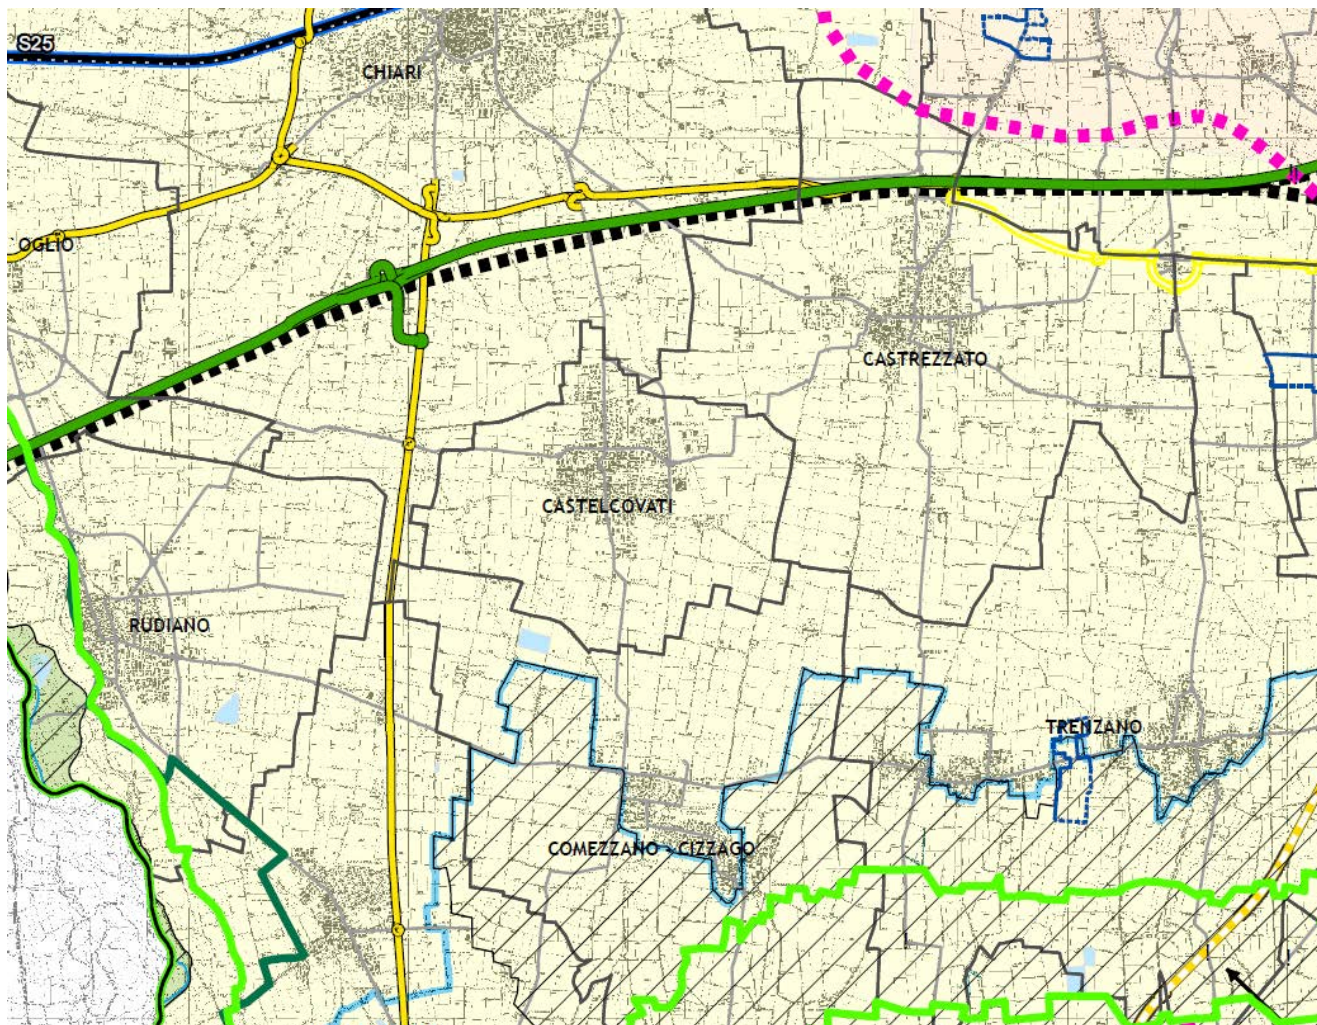 S25
CHIARI
OGLIO
CASTREZZATO
CASTELCOVATI
RUDIANO
TRENZANO
COMEZZANO - CIZZAGO